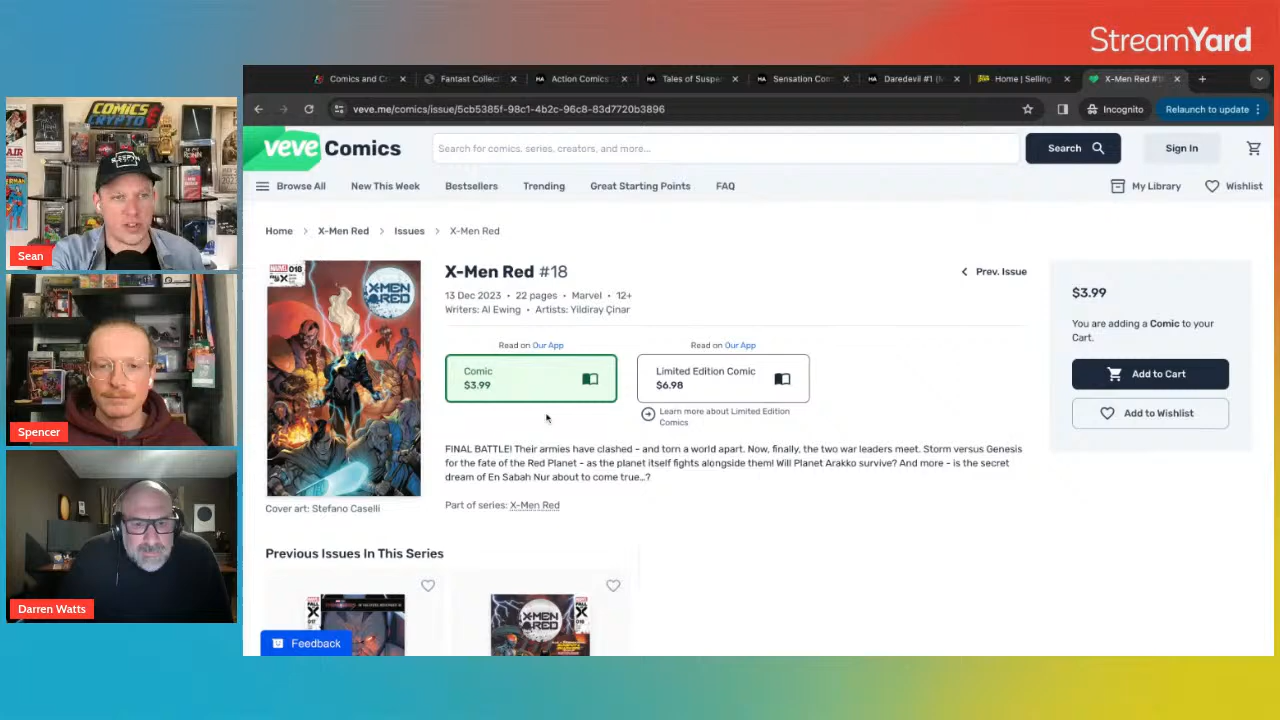 StreamYard
Comics and Cr
Fantast Collec
Action Comics
Tales of Suspe
Sensation Com
Daredevil #1 (M
Home | Selling
X-Men Red #1
veve.me/comics/issue/5cb5385f-98c1-4b2c-96c8-83d7720b3896
Incognito
Relaunch to update
veve Comics
Search for comics, series, creators, and more...
Search
Sign In
Browse All
New This Week
Bestsellers
Trending
Great Starting Points
FAQ
My Library
Wishlist
Home > X-Men Red > Issues > X-Men Red
COMICS
CRYPTO
Sean
Spencer
Darren Watts
MARVEL
018
X-MEN
RED
Cover art: Stefano Caselli
X-Men Red #18
Prev. Issue
13 Dec 2023 • 22 pages • Marvel • 12+
Writers: Al Ewing • Artists: Yildiray Çinar
Read on Our App
Comic
$3.99
Read on Our App
Limited Edition Comic
$6.98
Learn more about Limited Edition
Comics
FINAL BATTLE! Their armies have clashed - and torn a world apart. Now, finally, the two war leaders meet. Storm versus Genesis
for the fate of the Red Planet - as the planet itself fights alongside them! Will Planet Arakko survive? And more - is the secret
dream of En Sabah Nur about to come true...?
Part of series: X-Men Red
$3.99
You are adding a Comic to your
Cart.
Add to Cart
Add to Wishlist
Previous Issues In This Series
X-MEN
RED
Feedback